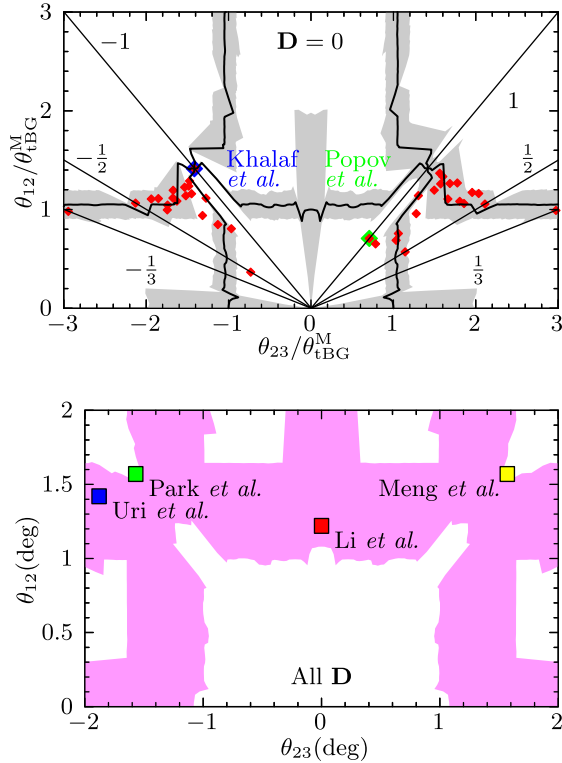 3
2
1
0
θ₁₂/θᴹ_tBG
−1
D = 0
1
−1/2
1/2
Khalaf
et al.
Popov
et al.
−1/3
1/3
−3 −2 −1 0 1 2 3
θ₂₃/θᴹ_tBG
2
1.5
1
0.5
0
θ₁₂(deg)
Park et al.
Meng et al.
Uri et al.
Li et al.
All D
−2 −1 0 1 2
θ₂₃(deg)